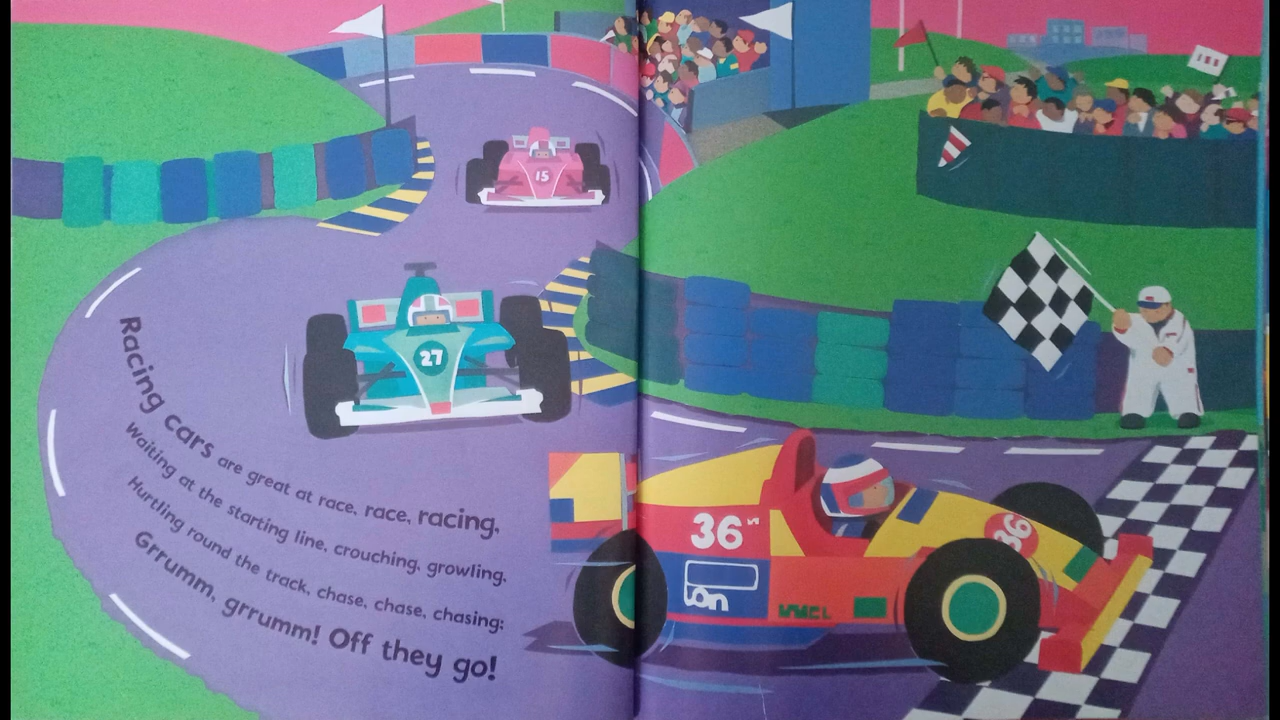 Racing cars are great at race, race, racing,
Waiting at the starting line, crouching, growling,
Hurtling round the track, chase, chase, chasing:
Grrumm, grrumm! Off they go!
15
27
36
36